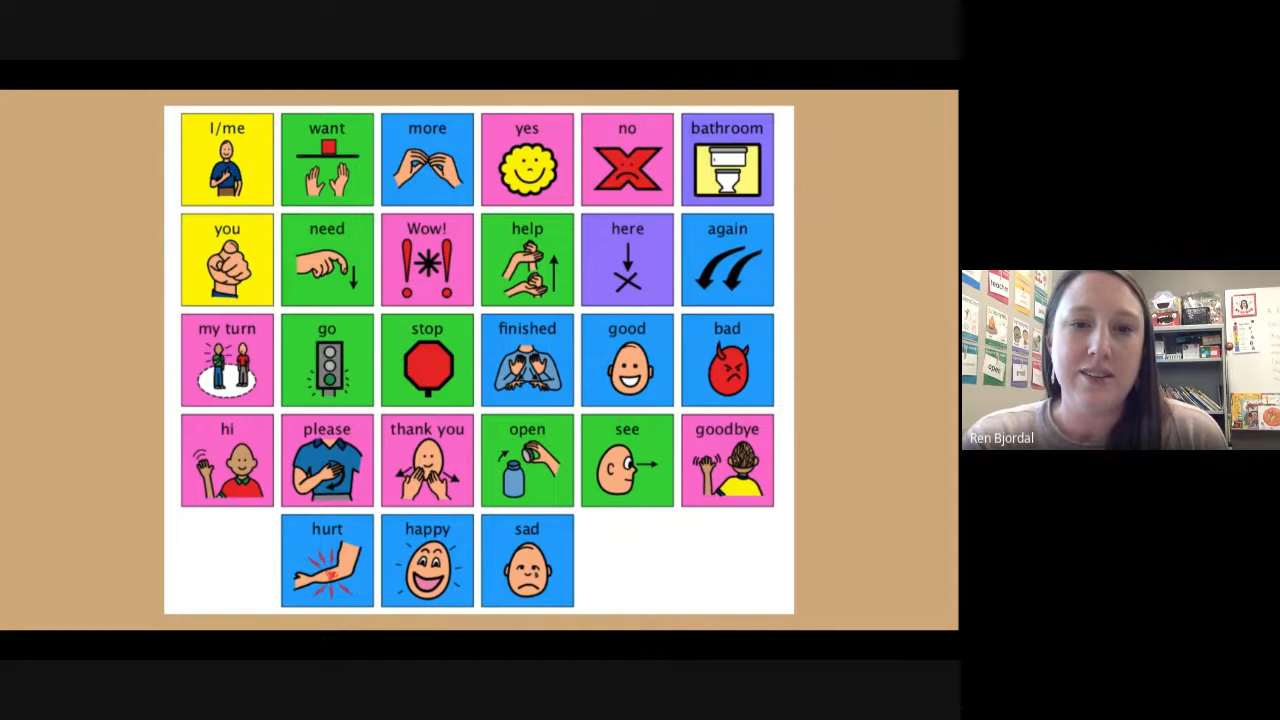 I/me
want
more
yes
no
bathroom
you
need
Wow!
help
here
again
my turn
go
stop
finished
good
bad
hi
please
thank you
open
see
goodbye
hurt
happy
sad
Ren Bjordal
open